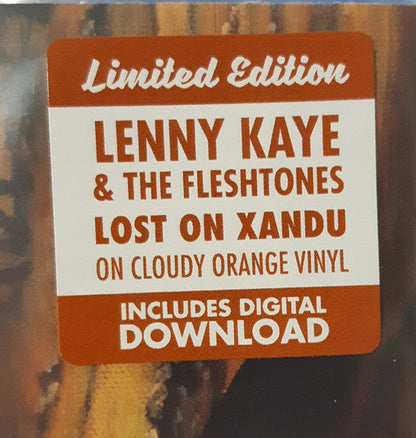 Limited Edition
LENNY KAYE
& THE FLESHTONES
LOST ON XANDU
ON CLOUDY ORANGE VINYL
INCLUDES DIGITAL
DOWNLOAD